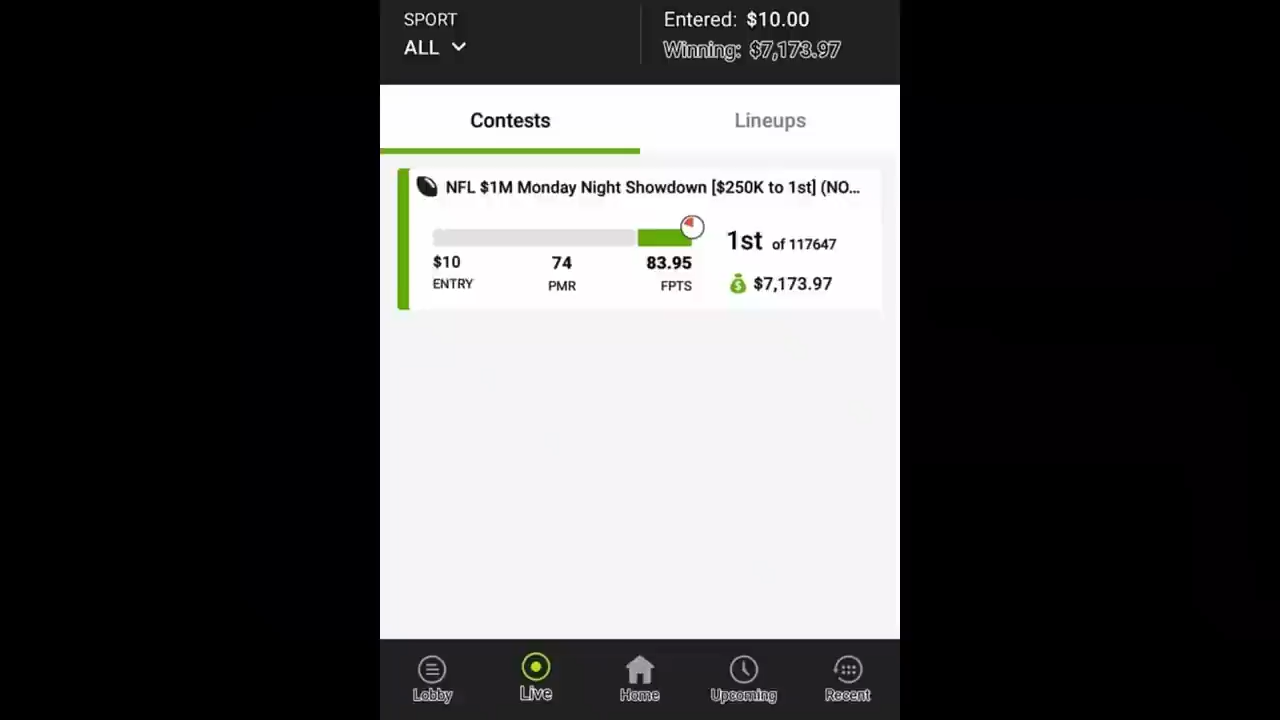 SPORT
ALL
Entered: $10.00
Winning: $7,173.97
Contests
Lineups
NFL $1M Monday Night Showdown [$250K to 1st] (NO...
1st of 117647
$10
74
83.95
ENTRY
PMR
FPTS
$7,173.97
Lobby
Live
Home
Upcoming
Recent